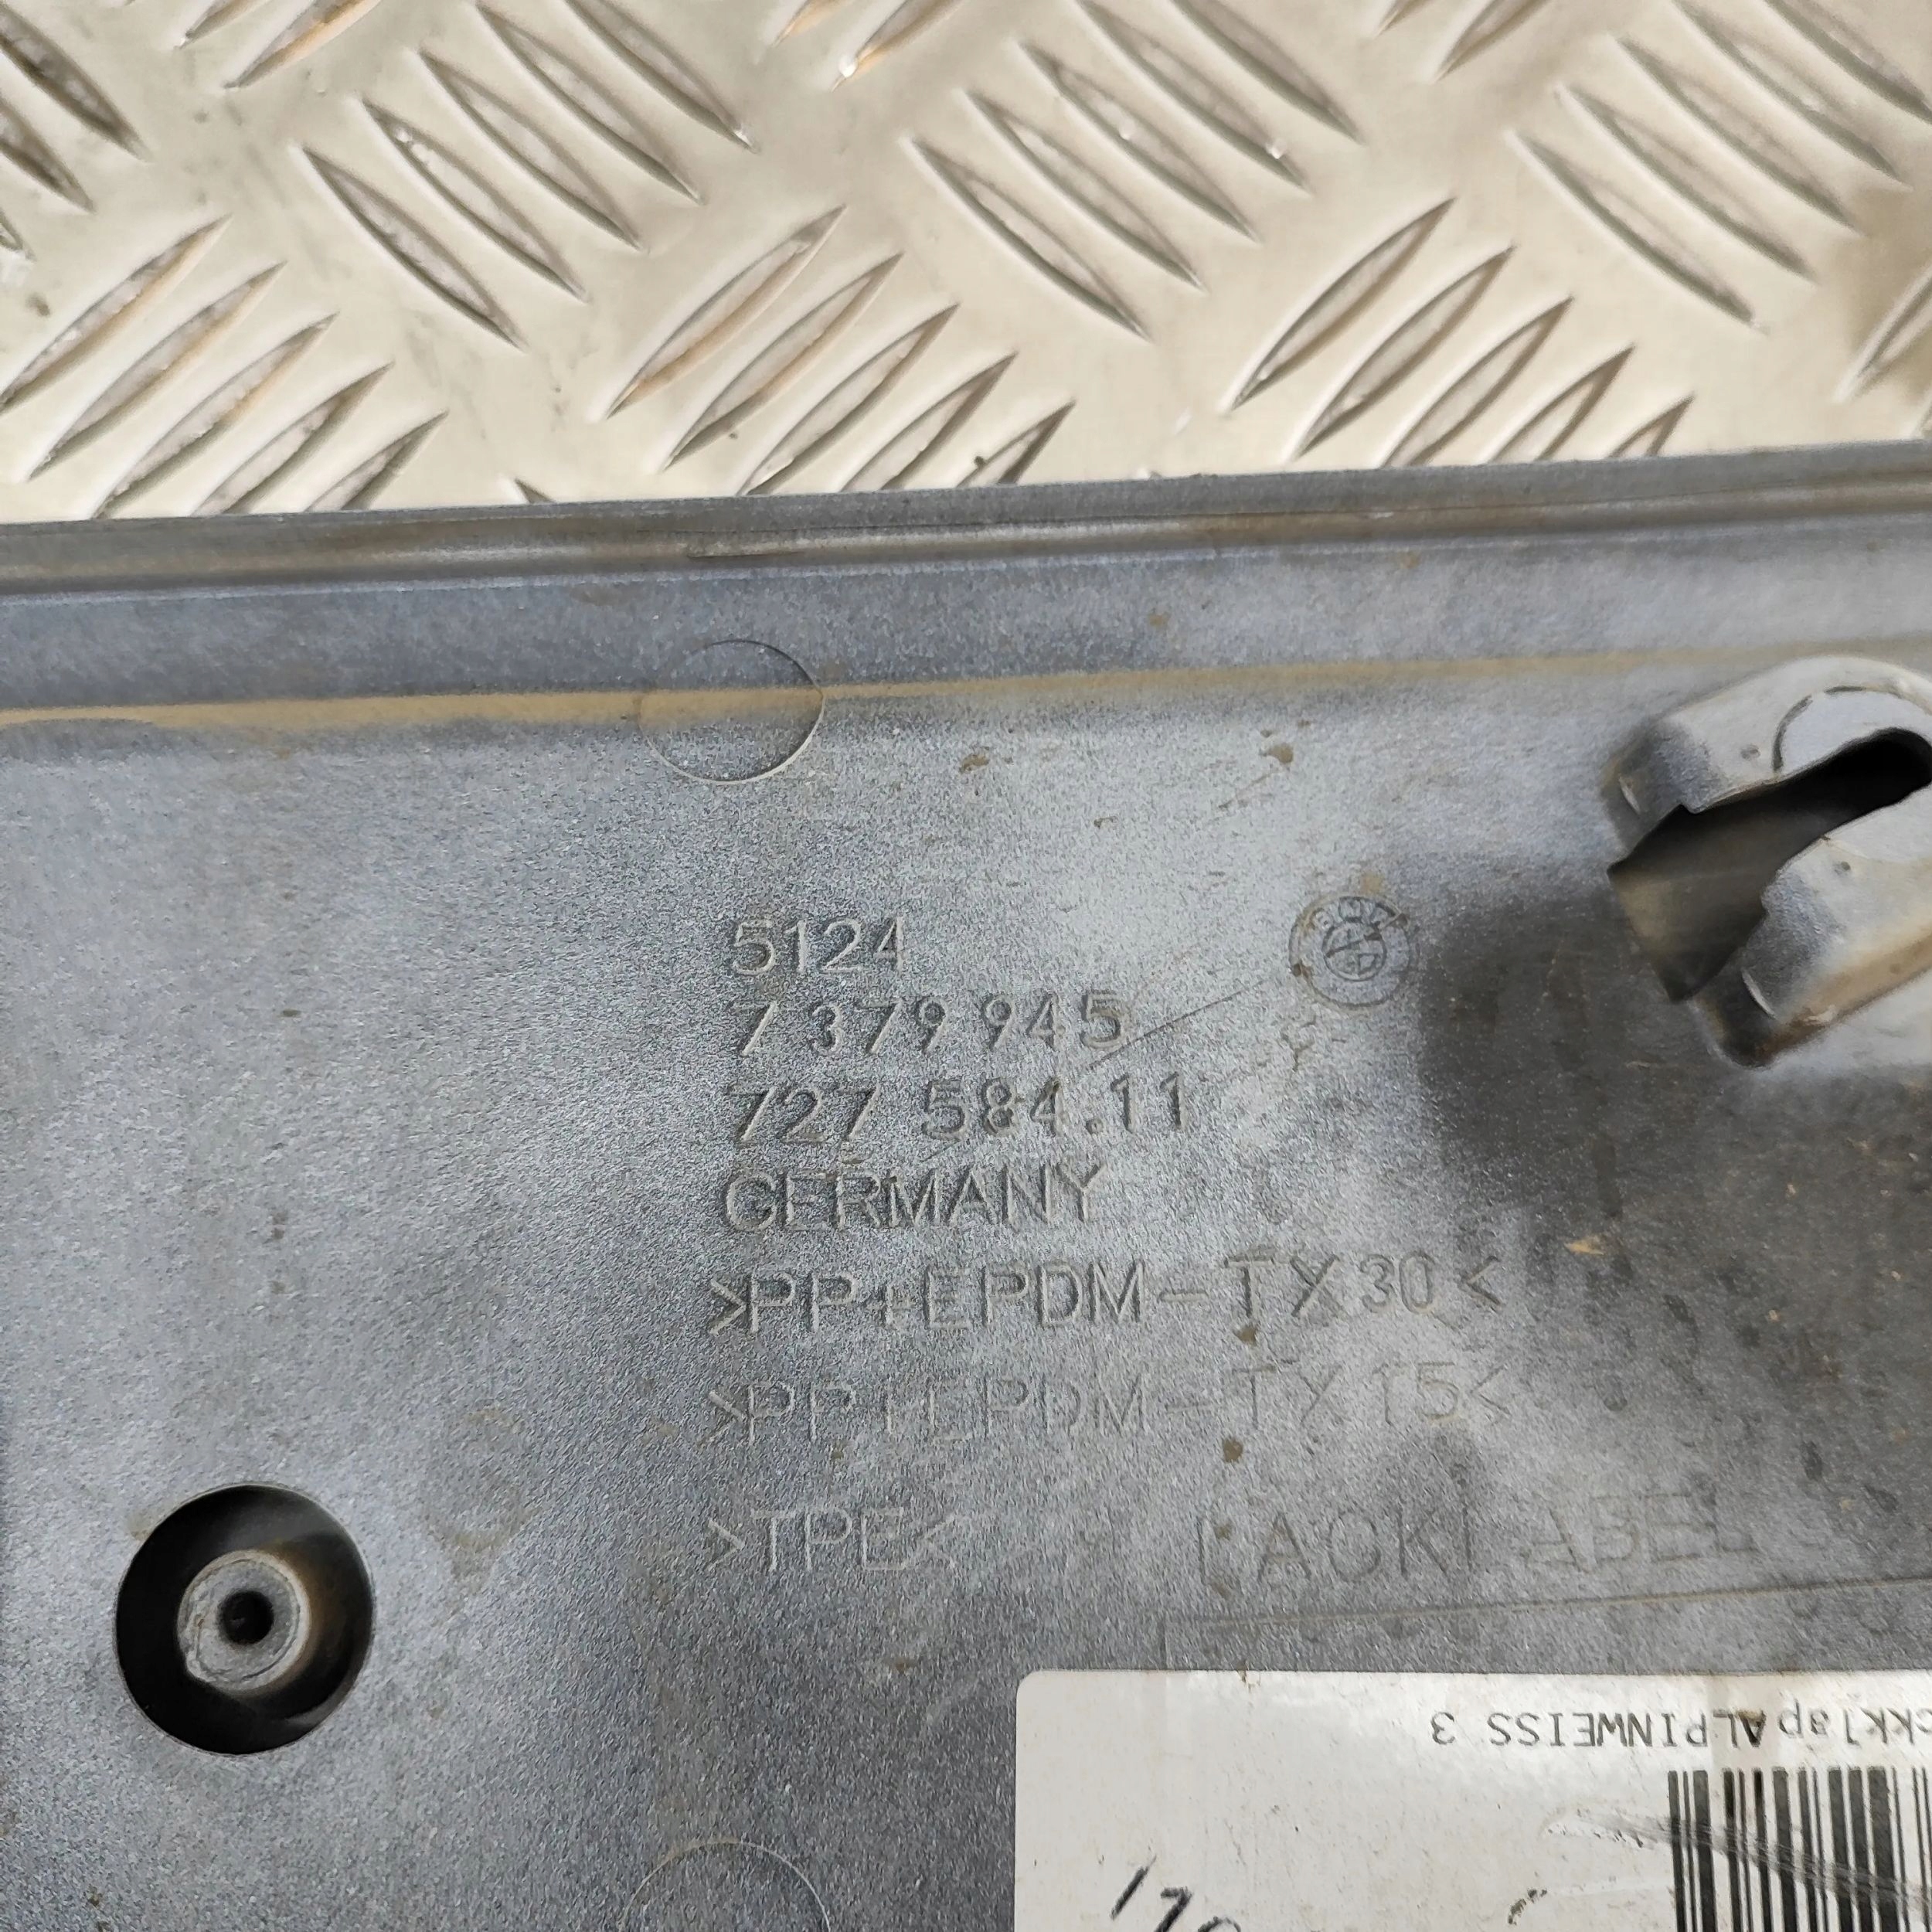 5124
7 379 945
727 584.11
GERMANY
>PP+EPDM-TX30<
>PP+EPDM-TX15<
>TPE< LACKLABEL
ALPINWEISS 3